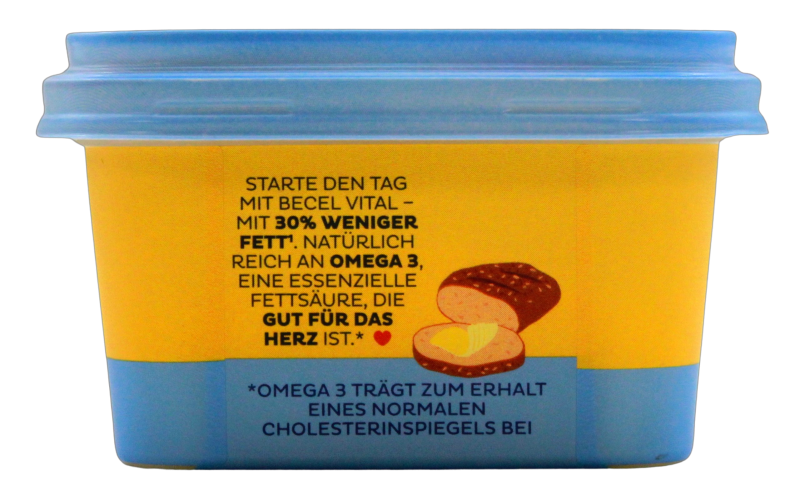 STARTE DEN TAG
MIT BECEL VITAL –
MIT 30% WENIGER
FETT¹. NATÜRLICH
REICH AN OMEGA 3,
EINE ESSENZIELLE
FETTSÄURE, DIE
GUT FÜR DAS
HERZ IST.*
*OMEGA 3 TRÄGT ZUM ERHALT
EINES NORMALEN
CHOLESTERINSPIEGELS BEI